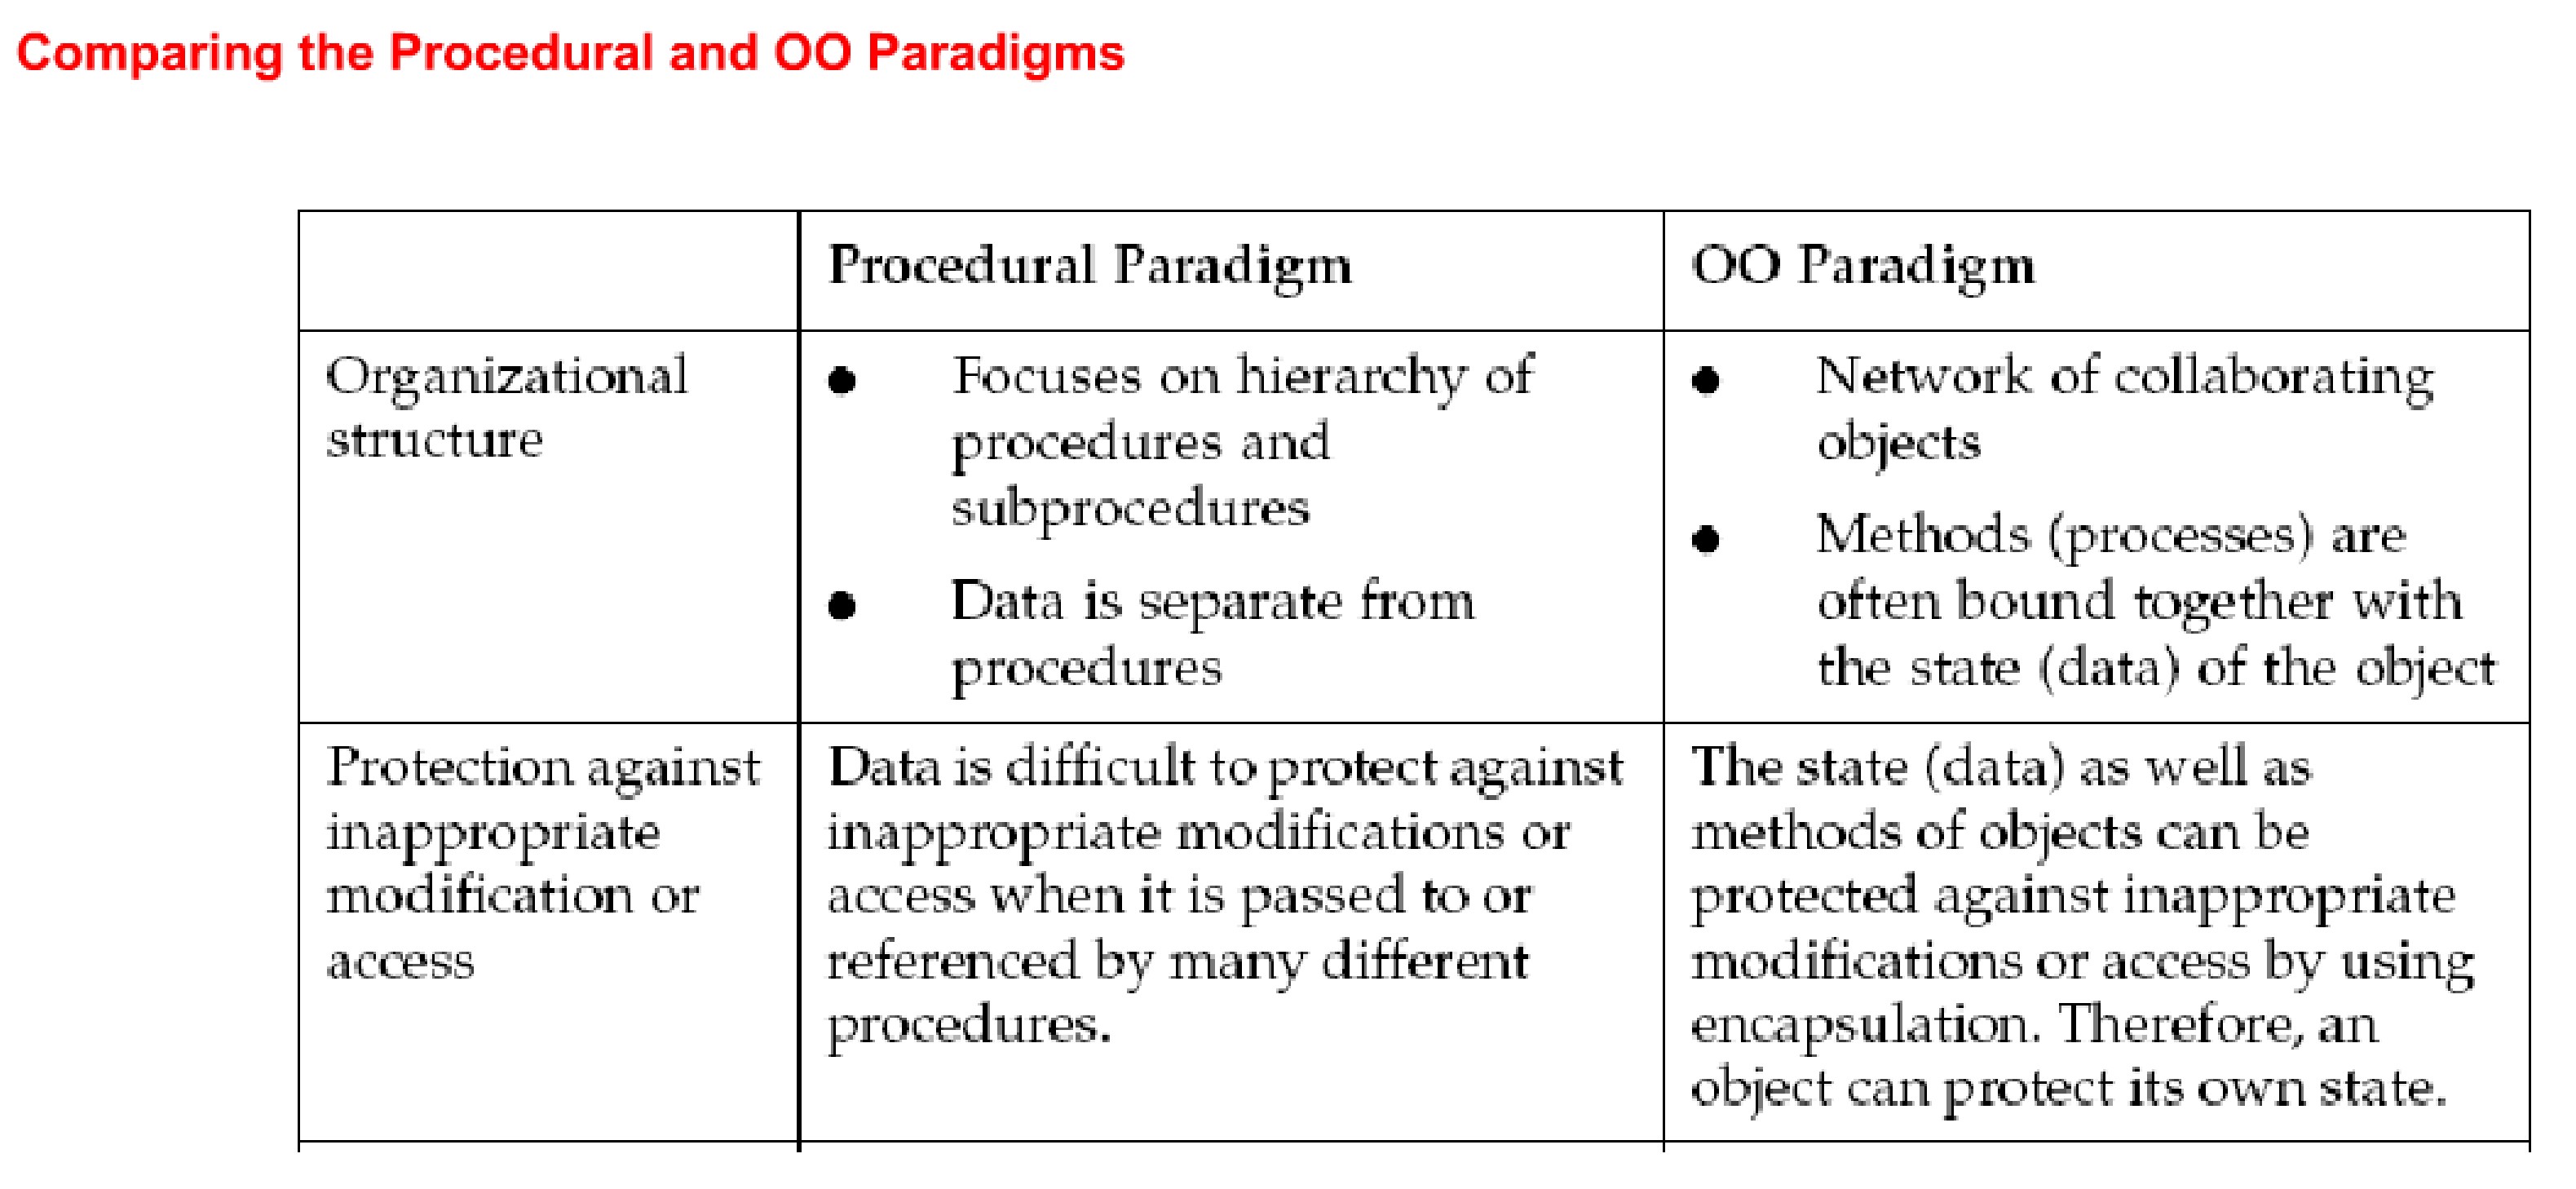 Comparing the Procedural and OO Paradigms
Procedural Paradigm
OO Paradigm
Organizational
structure
● Focuses on hierarchy of
procedures and
subprocedures
● Data is separate from
procedures
● Network of collaborating
objects
● Methods (processes) are
often bound together with
the state (data) of the object
Protection against
inappropriate
modification or
access
Data is difficult to protect against
inappropriate modifications or
access when it is passed to or
referenced by many different
procedures.
The state (data) as well as
methods of objects can be
protected against inappropriate
modifications or access by using
encapsulation. Therefore, an
object can protect its own state.